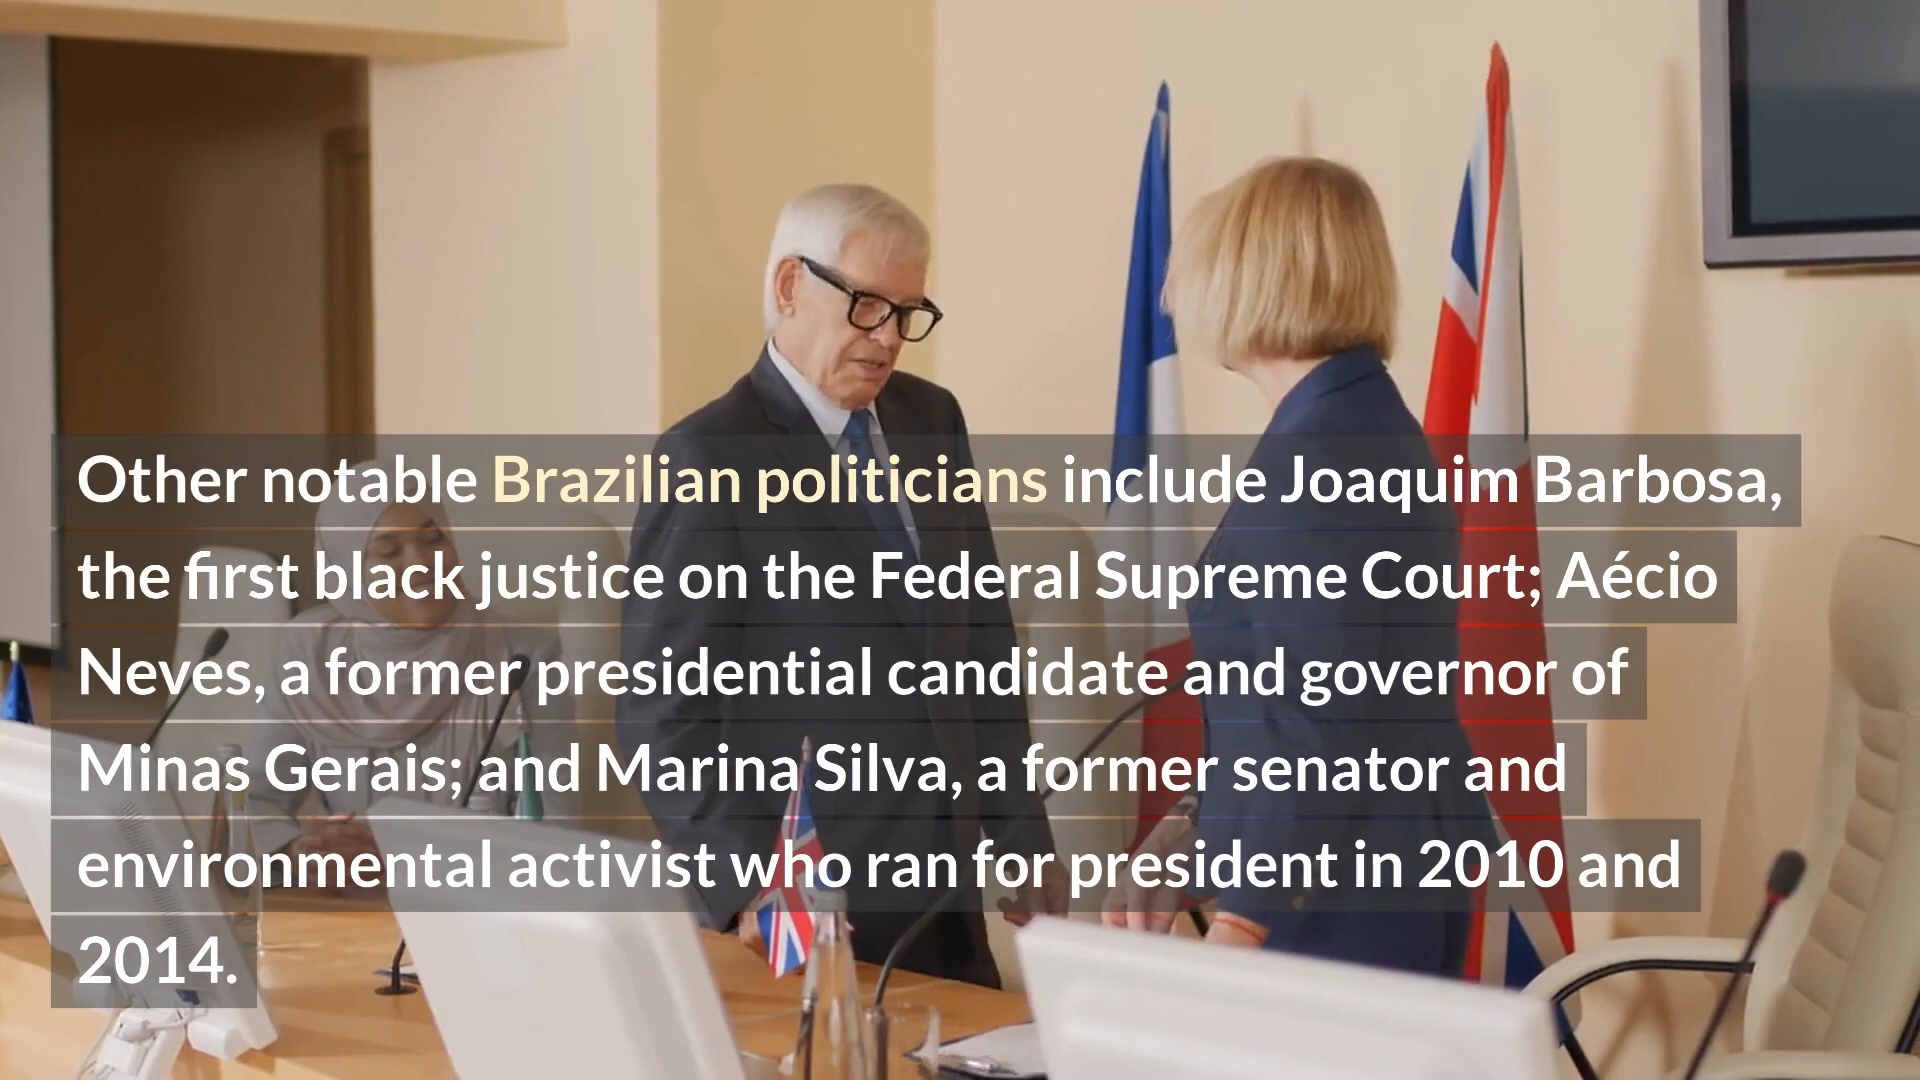 Other notable Brazilian politicians include Joaquim Barbosa,
the first black justice on the Federal Supreme Court; Aécio
Neves, a former presidential candidate and governor of
Minas Gerais; and Marina Silva, a former senator and
environmental activist who ran for president in 2010 and
2014.